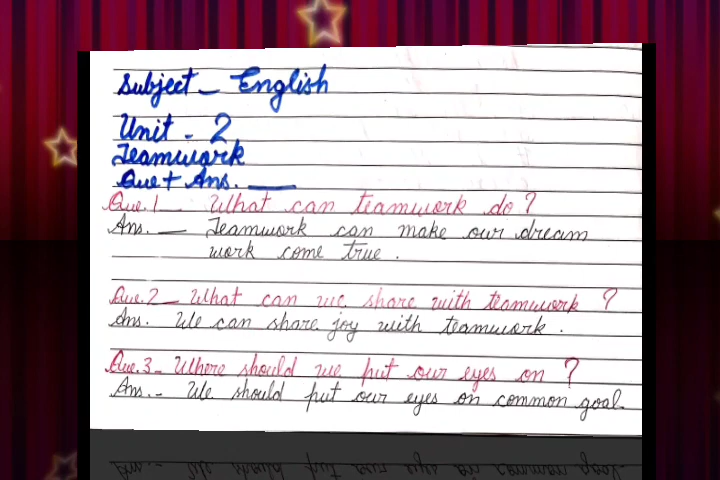 Subject - English
Unit - 2
Teamwork
Que + Ans. __
Que. 1 - What can teamwork do ?
Ans. - Teamwork can make our dream
work come true .
Que. 2 - What can we share with teamwork ?
Ans. We can share joy with teamwork .
Que. 3 - Where should we put our eyes on ?
Ans. - We should put our eyes on common goal.